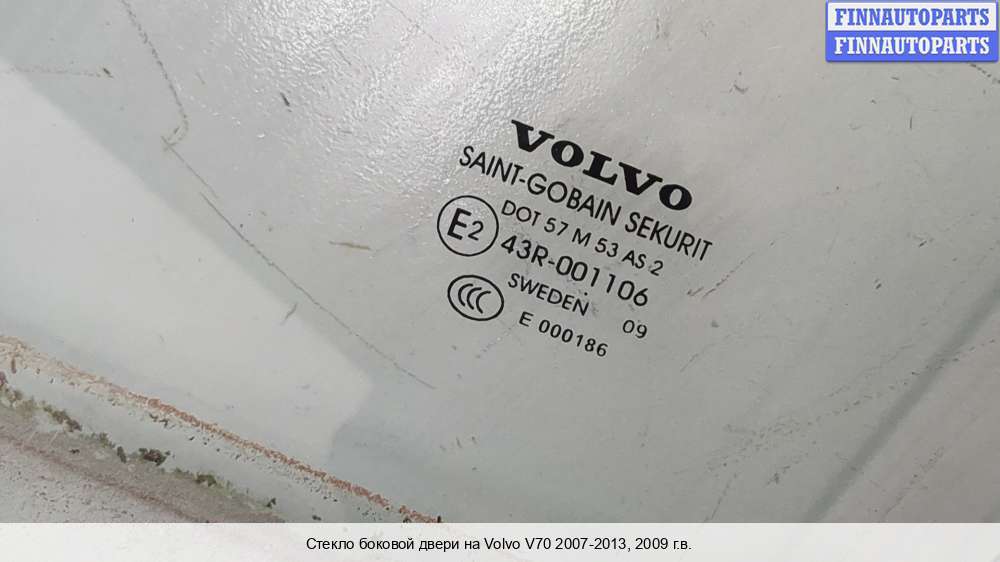 FINNAUTOPARTS
FINNAUTOPARTS
VOLVO
SAINT-GOBAIN SEKURIT
DOT 57 M 53 AS 2
E2 43R-001106
CCC SWEDEN 09
E 000186
Стекло боковой двери на Volvo V70 2007-2013, 2009 г.в.